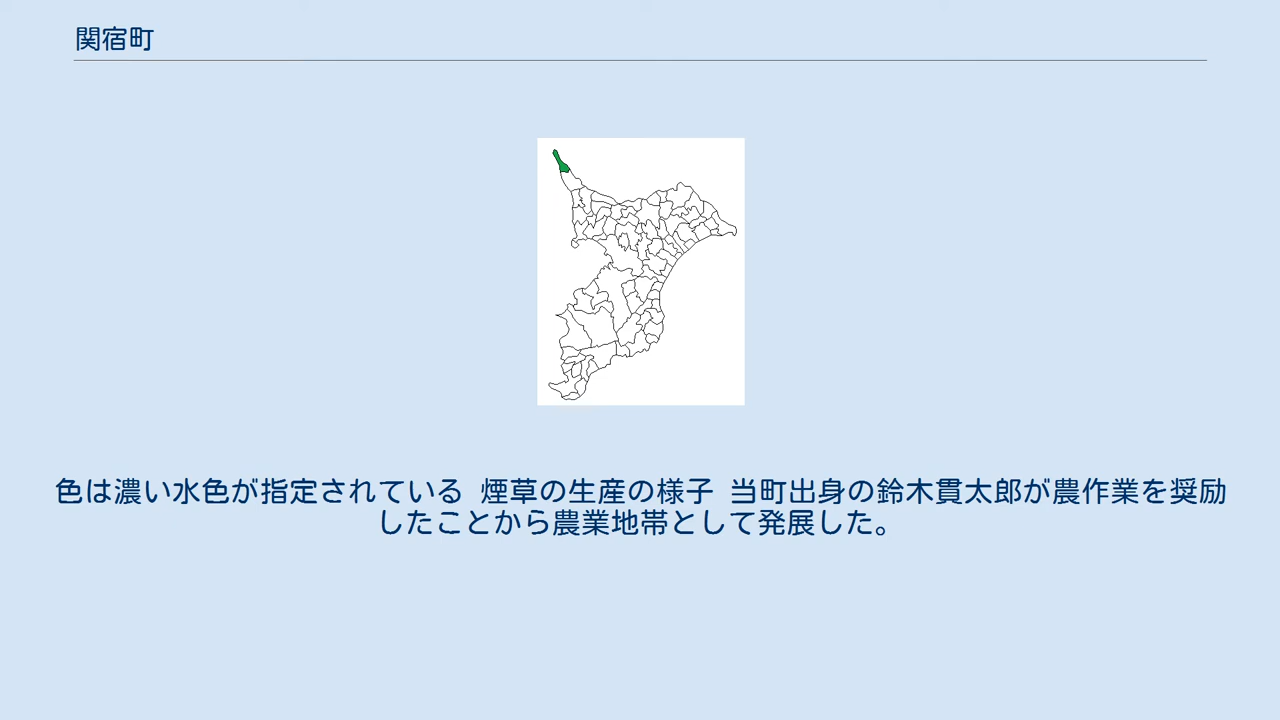 関宿町
色は濃い水色が指定されている 煙草の生産の様子 当町出身の鈴木貫太郎が農作業を奨励
したことから農業地帯として発展した。